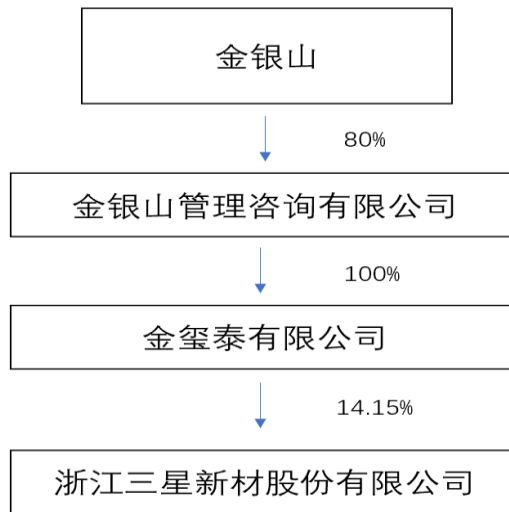 金银山
80%
金银山管理咨询有限公司
100%
金玺泰有限公司
14.15%
浙江三星新材股份有限公司